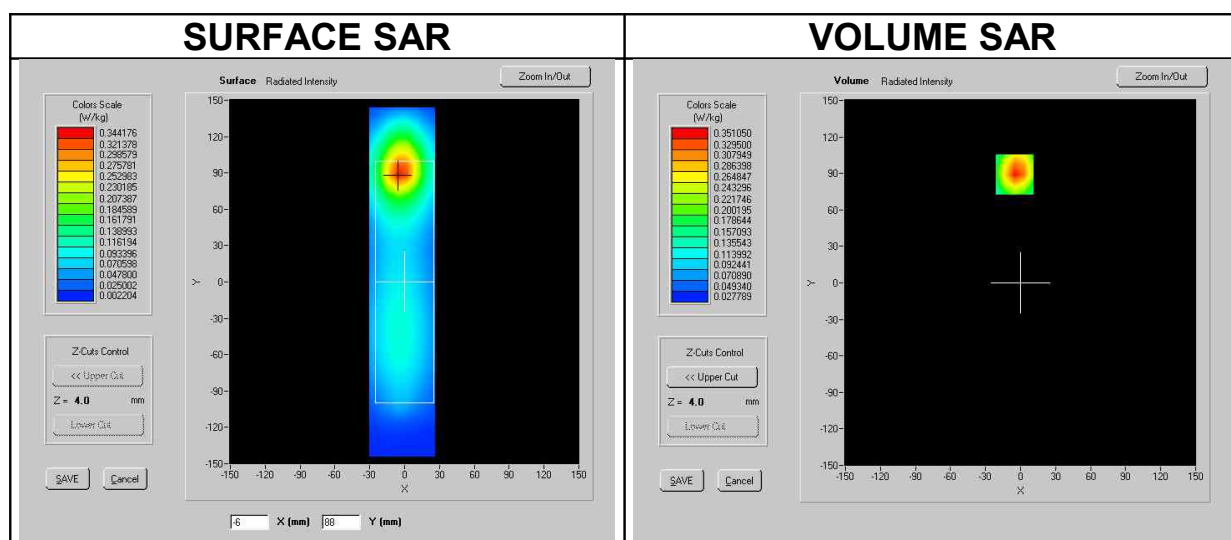 SURFACE SAR
Surface Radiated Intensity
Zoom In/Out
Colors Scale
(W/kg)
0.344176
0.321378
0.298579
0.275781
0.252983
0.230185
0.207387
0.184589
0.161791
0.138993
0.116194
0.093396
0.070598
0.047800
0.025002
0.002204
Z-Cuts Control
<< Upper Cut
Z = 4.0 mm
Lower Cut
SAVE Cancel
150
120
90
60
30
0
-30
-60
-90
-120
-150
Y
-150 -120 -90 -60 -30 0 30 60 90 120 150
X
-6 X (mm) 88 Y (mm)
VOLUME SAR
Volume Radiated Intensity
Zoom In/Out
Colors Scale
(W/kg)
0.351050
0.329500
0.307949
0.286398
0.264847
0.243296
0.221746
0.200195
0.178644
0.157093
0.135543
0.113992
0.092441
0.070890
0.049340
0.027789
Z-Cuts Control
<< Upper Cut
Z = 4.0 mm
Lower Cut
SAVE Cancel
150
120
90
60
30
0
-30
-60
-90
-120
-150
Y
-150 -120 -90 -60 -30 0 30 60 90 120 150
X